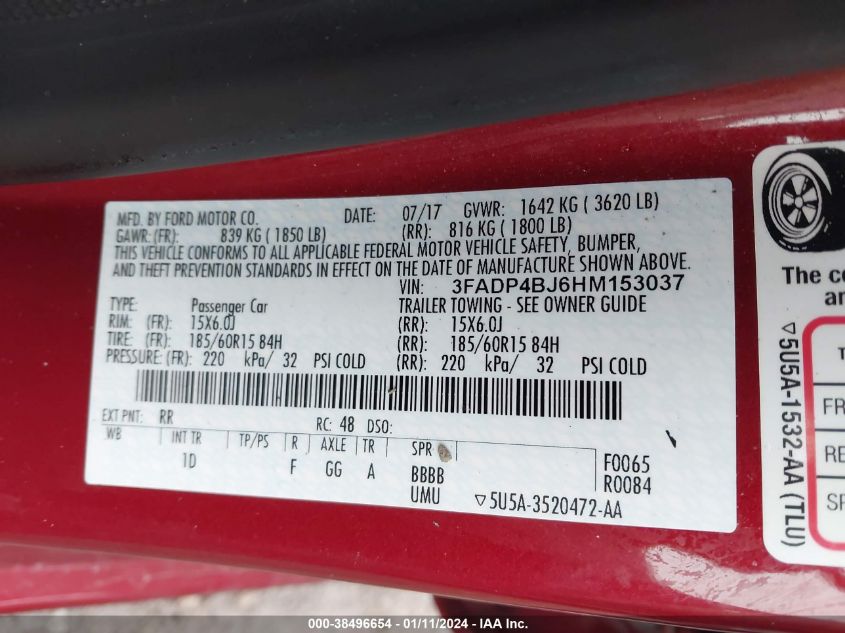 MFD. BY FORD MOTOR CO. DATE: 07/17 GVWR: 1642 KG ( 3620 LB)
GAWR: (FR): 839 KG ( 1850 LB) (RR): 816 KG ( 1800 LB)
THIS VEHICLE CONFORMS TO ALL APPLICABLE FEDERAL MOTOR VEHICLE SAFETY, BUMPER,
AND THEFT PREVENTION STANDARDS IN EFFECT ON THE DATE OF MANUFACTURE SHOWN ABOVE.
VIN: 3FADP4BJ6HM153037
TYPE: Passenger Car TRAILER TOWING - SEE OWNER GUIDE
RIM: (FR): 15X6.0J (RR): 15X6.0J
TIRE: (FR): 185/60R15 84H (RR): 185/60R15 84H
PRESSURE: (FR): 220 kPa/ 32 PSI COLD (RR): 220 kPa/ 32 PSI COLD
EXT PNT: RR RC: 48 DSO:
WB INT TR TP/PS R AXLE TR SPR
1D F GG A BBBB F0065
UMU R0084
▽5U5A-3520472-AA
The co
an
T
FR
RE
SP
▽5U5A-1532-AA (TLU)
000-38496654 - 01/11/2024 - IAA Inc.